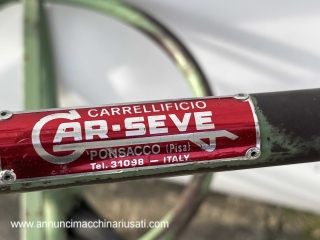 CARRELLIFICIO
CAR-SEVE
PONSACCO (Pisa)
Tel. 31098 - ITALY
www.annuncimacchinariusati.com